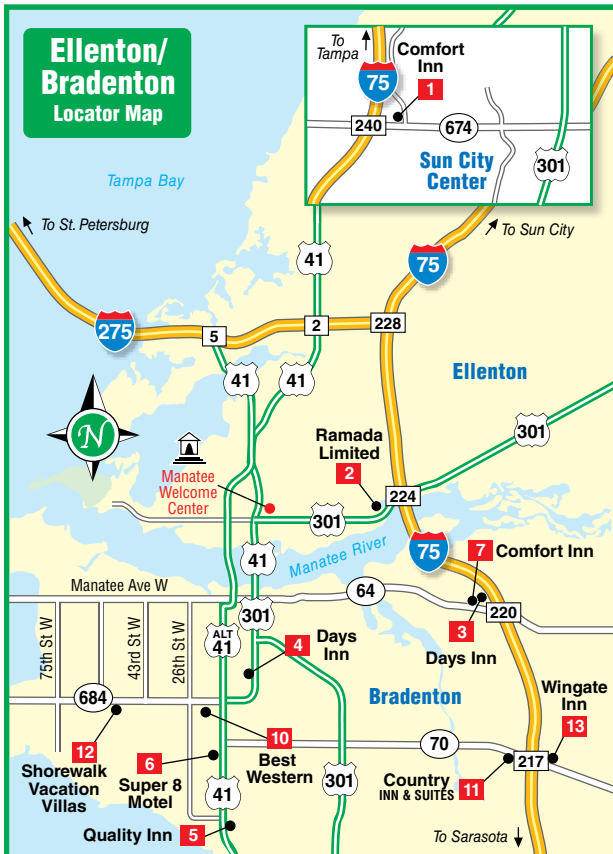 Ellenton/
Bradenton
Locator Map
To
Tampa
Comfort
Inn
75
1
240
674
Sun City
Center
301
Tampa Bay
To St. Petersburg
To Sun City
41
75
275
5
2
228
41
41
Ellenton
301
N
Manatee
Welcome
Center
Ramada
Limited
2
224
301
41
Manatee River
75
7
Comfort Inn
Manatee Ave W
64
220
3
Days Inn
75th St W
43rd St W
26th St W
301
ALT
41
4
Days
Inn
Bradenton
Wingate
Inn
13
684
12
Shorewalk
Vacation
Villas
6
Super 8
Motel
10
Best
Western
70
217
Country
INN & SUITES
11
41
301
Quality Inn
5
To Sarasota